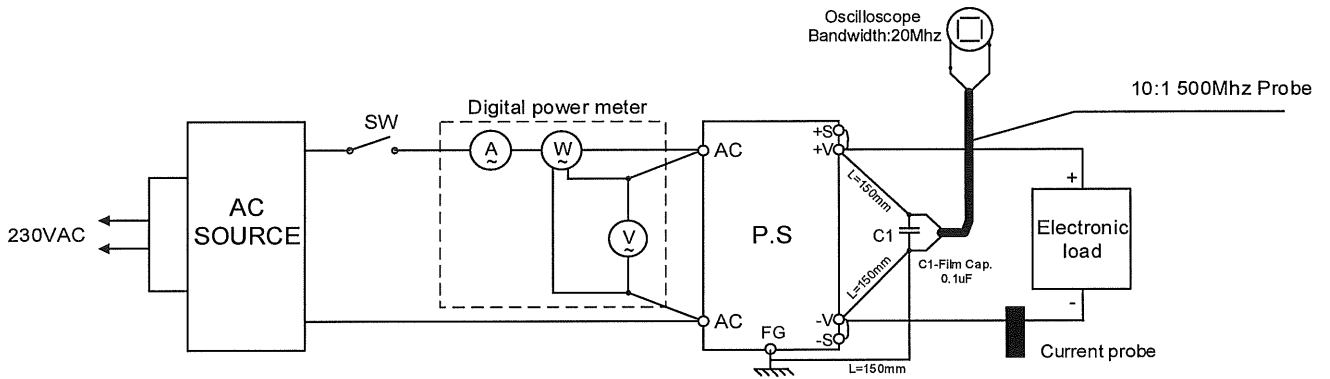 Oscilloscope
Bandwidth:20Mhz
10:1 500Mhz Probe
Digital power meter
SW
A
~
W
~
AC
+S
+V
+
230VAC
AC
SOURCE
V
~
P.S
L=150mm
C1
Electronic
load
C1-Film Cap.
0.1uF
L=150mm
-
AC
FG
-V
-S
L=150mm
Current probe